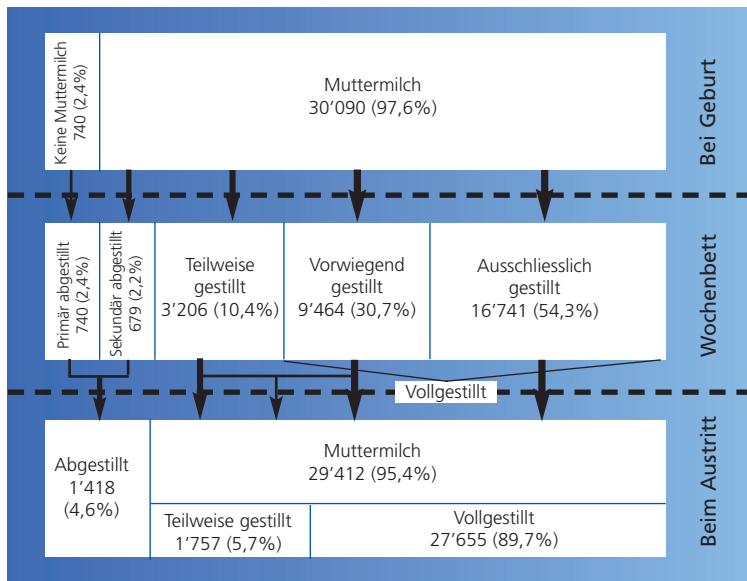 Keine Muttermilch
740 (2,4%)
Muttermilch
30’090 (97,6%)
Bei Geburt
Primär abgestillt
740 (2,4%)
Sekundär abgestillt
679 (2,2%)
Teilweise
gestillt
3’206 (10,4%)
Vorwiegend
gestillt
9’464 (30,7%)
Ausschliesslich
gestillt
16’741 (54,3%)
Wochenbett
Vollgestillt
Abgestillt
1’418
(4,6%)
Muttermilch
29’412 (95,4%)
Teilweise gestillt
1’757 (5,7%)
Vollgestillt
27’655 (89,7%)
Beim Austritt